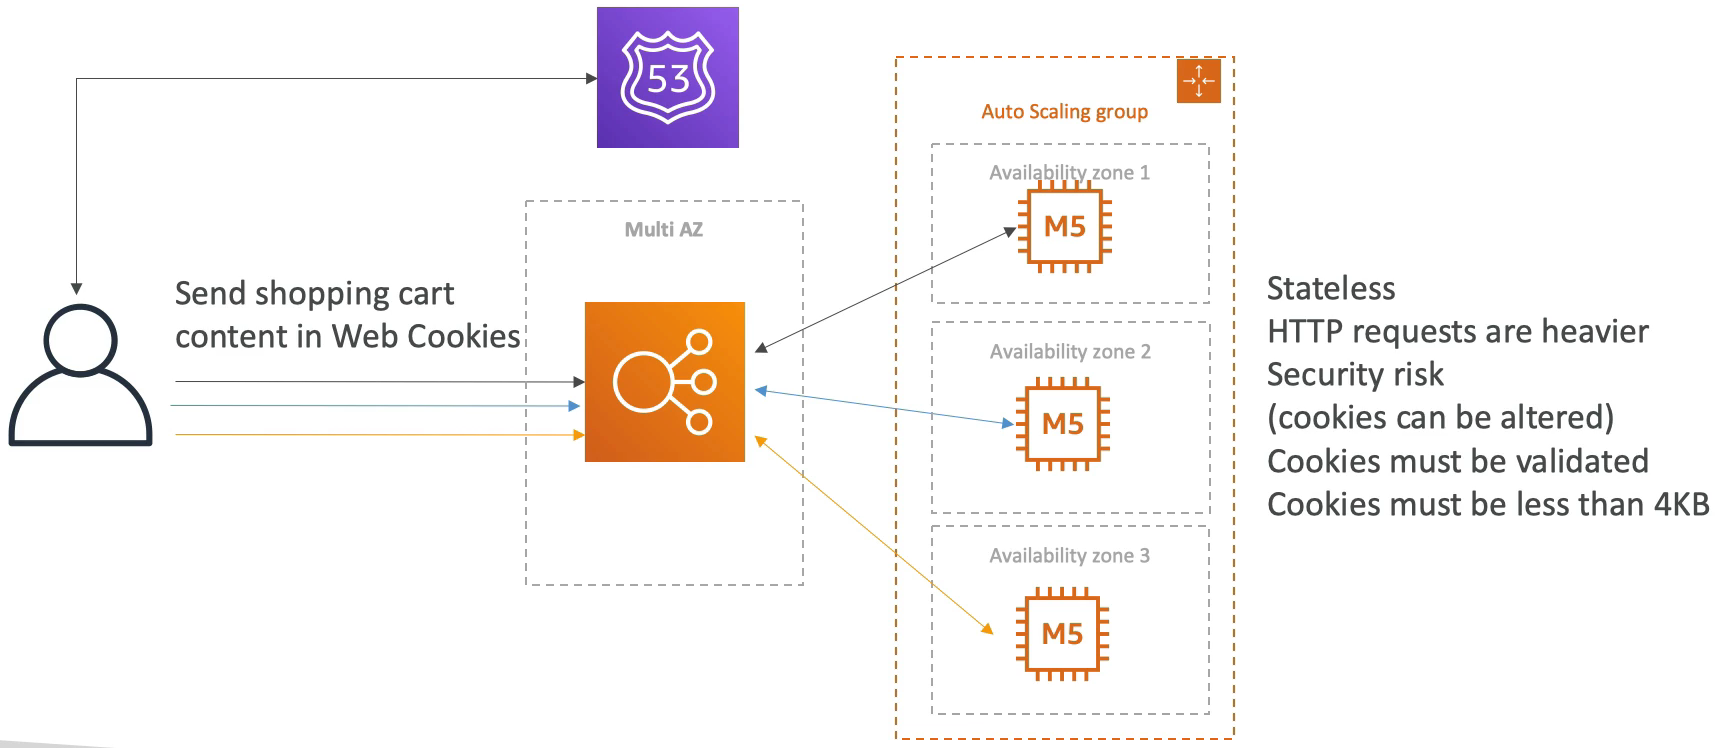 53
Auto Scaling group
Availability zone 1
M5
Multi AZ
Send shopping cart
content in Web Cookies
Availability zone 2
M5
Availability zone 3
M5
Stateless
HTTP requests are heavier
Security risk
(cookies can be altered)
Cookies must be validated
Cookies must be less than 4KB